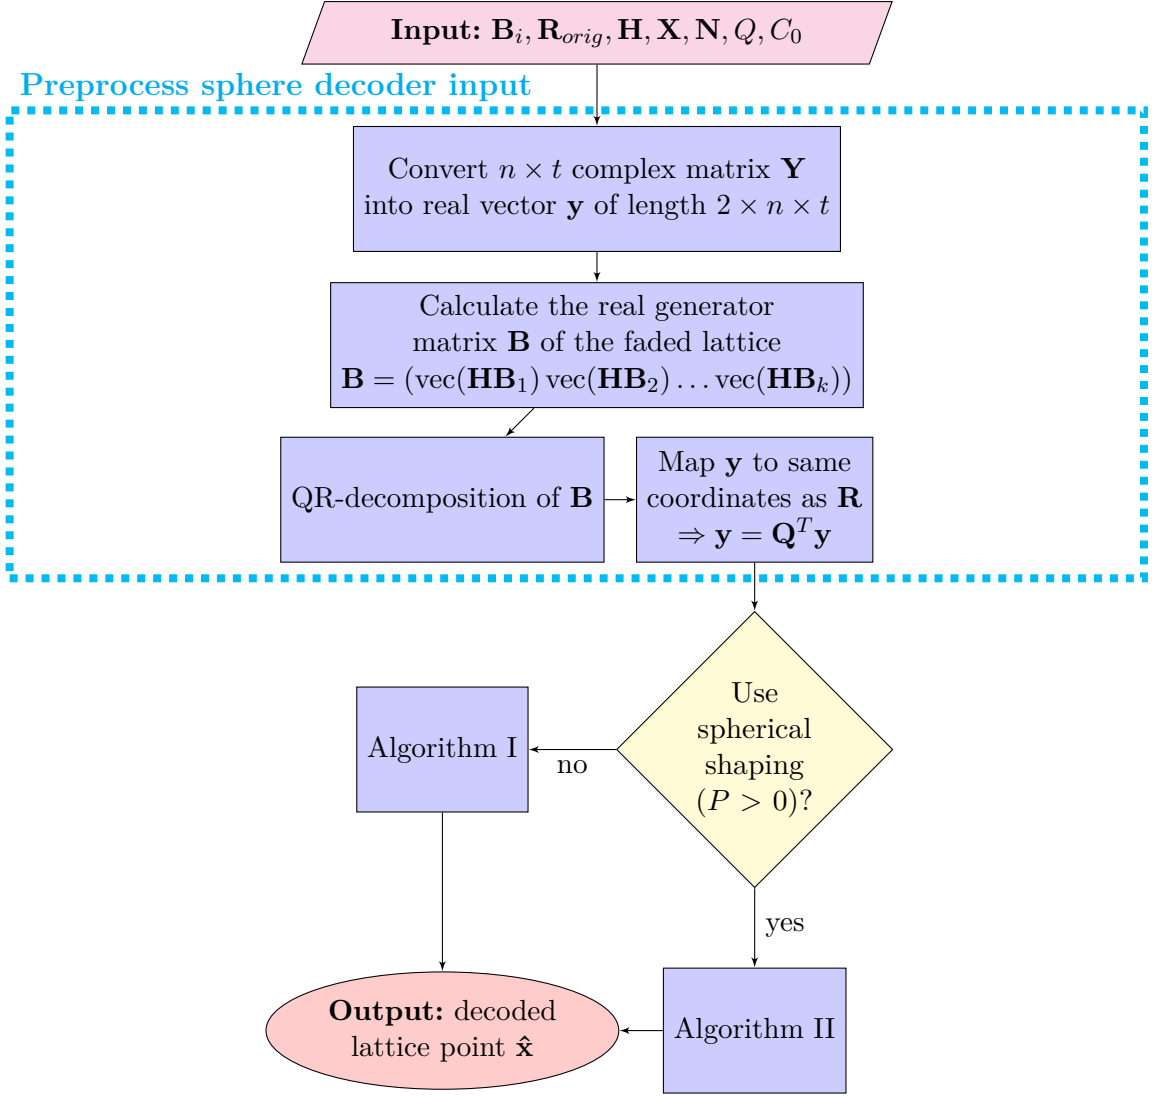 Input: B_i, R_orig, H, X, N, Q, C_0
Preprocess sphere decoder input
Convert n × t complex matrix Y
into real vector y of length 2 × n × t
Calculate the real generator
matrix B of the faded lattice
B = (vec(HB_1) vec(HB_2) … vec(HB_k))
QR-decomposition of B
Map y to same
coordinates as R
⇒ y = Q^T y
Use
spherical
shaping
(P > 0)?
no
Algorithm I
yes
Algorithm II
Output: decoded
lattice point x̂